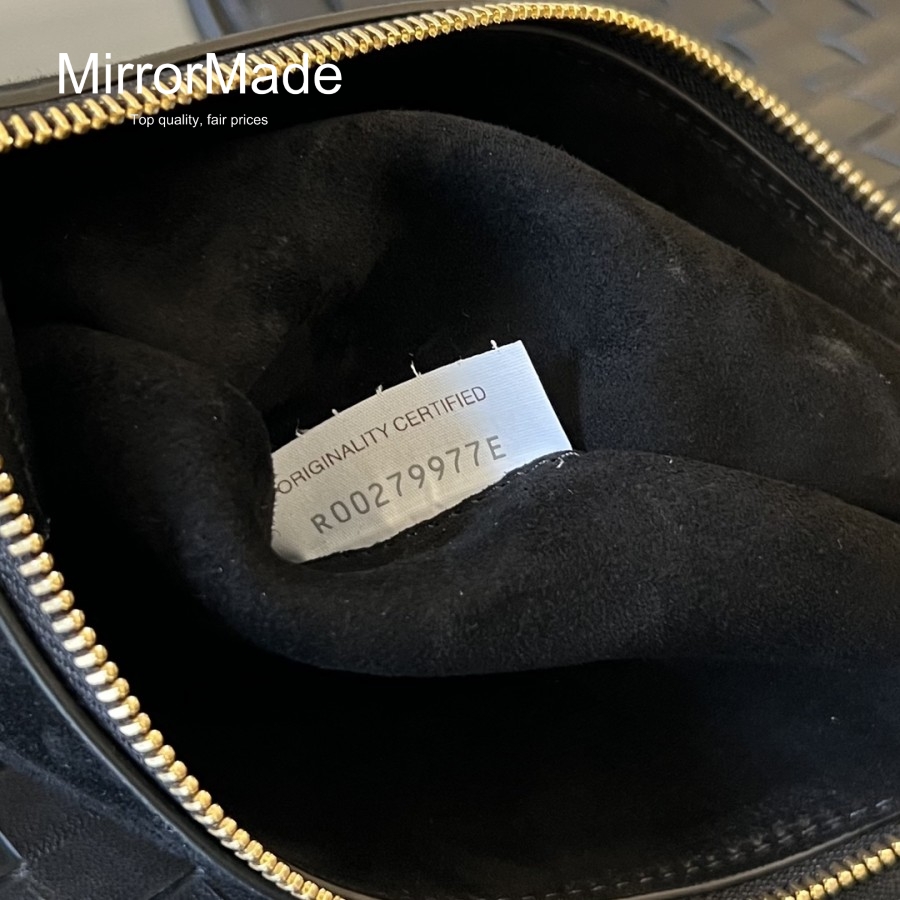 MirrorMade
Top quality, fair prices
ORIGINALITY CERTIFIED
R00279977E